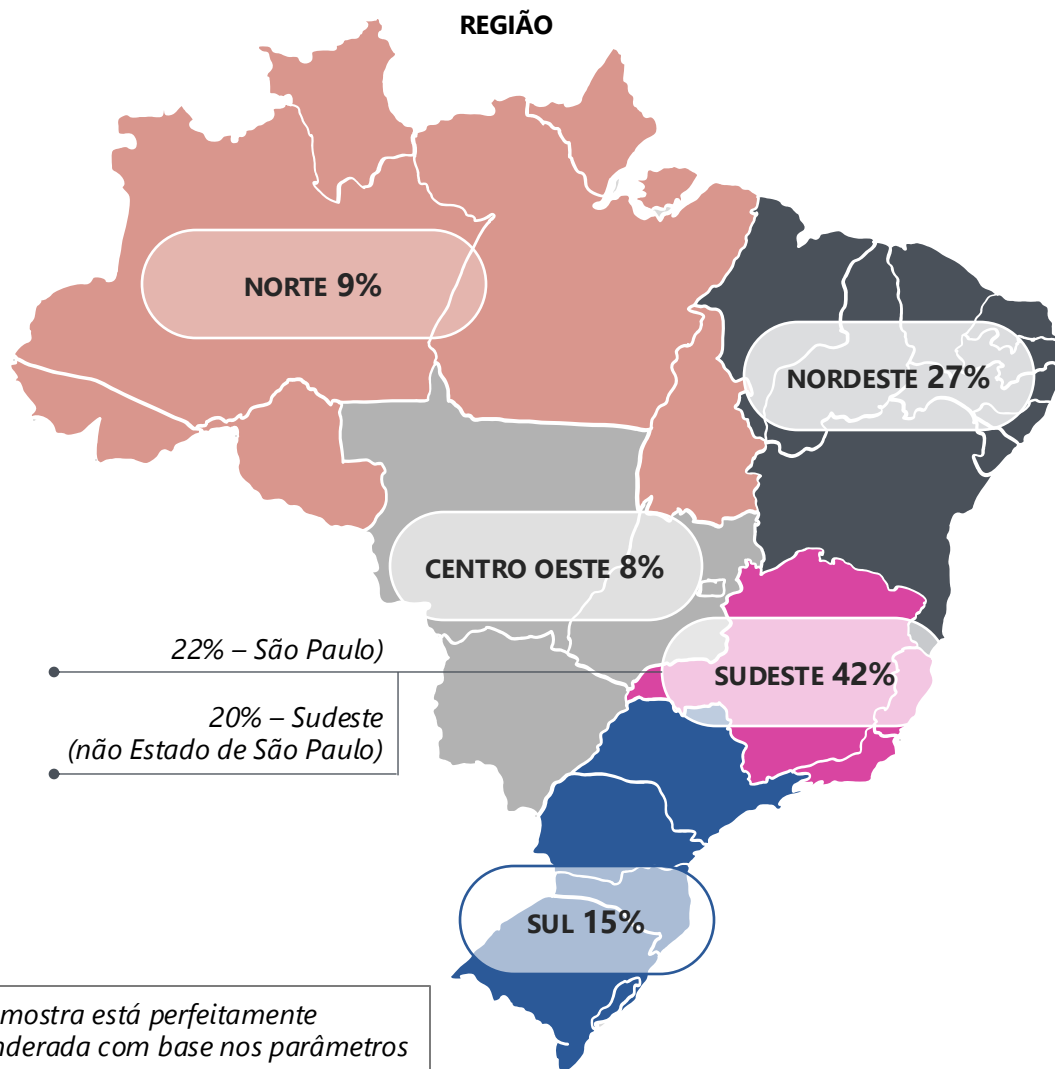 REGIÃO
NORTE 9%
NORDESTE 27%
CENTRO OESTE 8%
22% – São Paulo)
SUDESTE 42%
20% – Sudeste
(não Estado de São Paulo)
SUL 15%
mostra está perfeitamente
nderada com base nos parâmetros